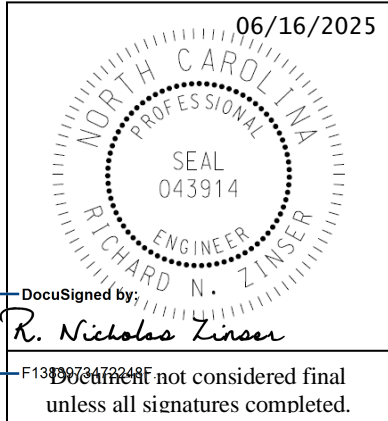 06/16/2025
NORTH CAROLINA
PROFESSIONAL
SEAL
043914
ENGINEER
RICHARD N. ZINSER
DocuSigned by:
R. Nicholas Zinser
F1388973472248F...
Document not considered final
unless all signatures completed.